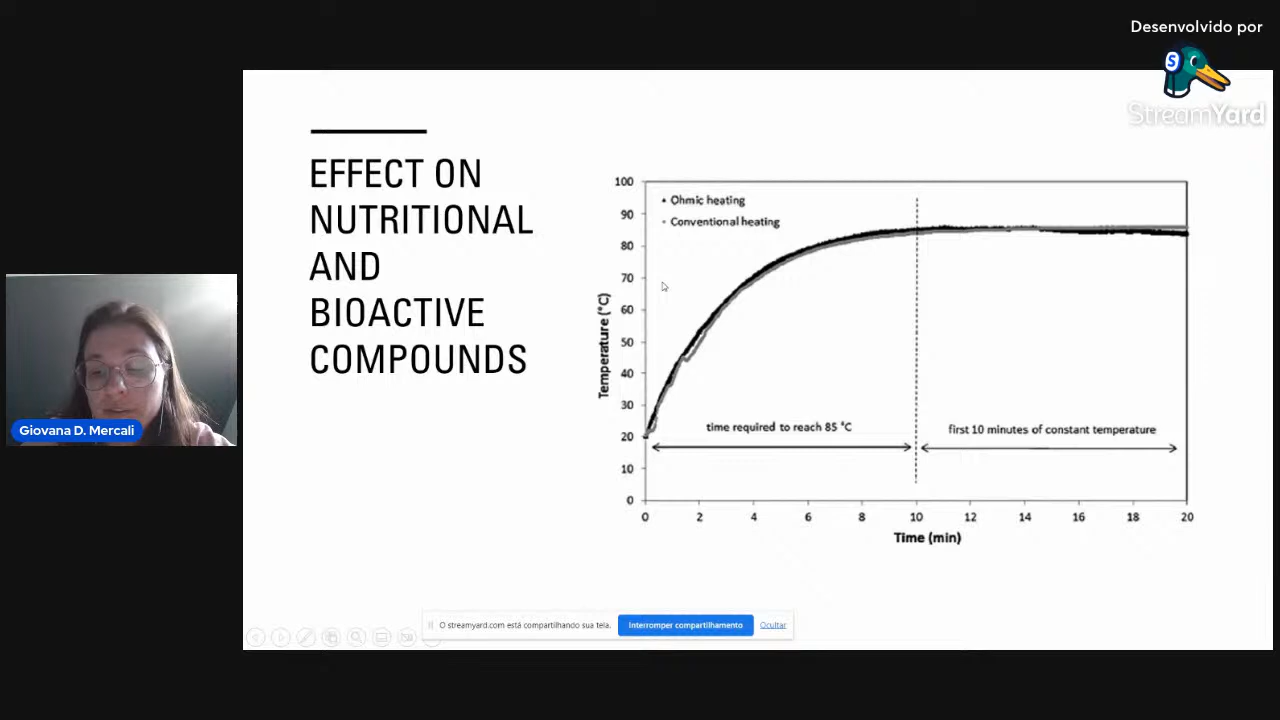 Desenvolvido por
StreamYard
EFFECT ON
NUTRITIONAL
AND
BIOACTIVE
COMPOUNDS
Ohmic heating
Conventional heating
100
90
80
70
60
50
40
30
20
10
0
Temperature (°C)
time required to reach 85 °C
first 10 minutes of constant temperature
0 2 4 6 8 10 12 14 16 18 20
Time (min)
Giovana D. Mercali
O streamyard.com está compartilhando sua tela.
Interromper compartilhamento
Ocultar